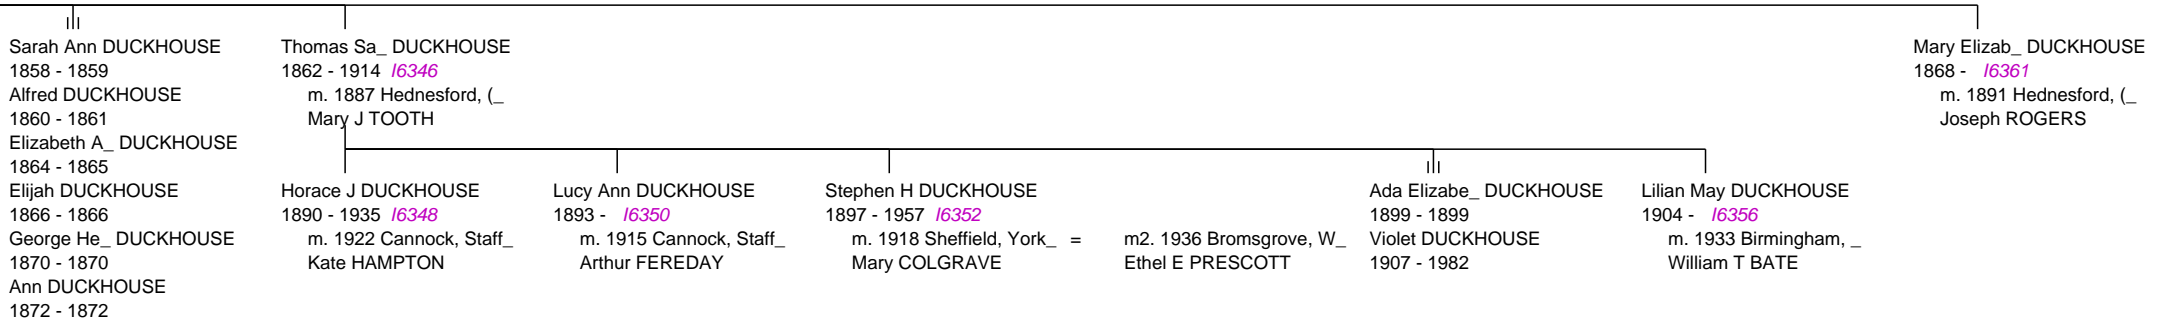 Sarah Ann DUCKHOUSE
1858 - 1859
Alfred DUCKHOUSE
1860 - 1861
Elizabeth A_ DUCKHOUSE
1864 - 1865
Elijah DUCKHOUSE
1866 - 1866
George He_ DUCKHOUSE
1870 - 1870
Ann DUCKHOUSE
1872 - 1872
Thomas Sa_ DUCKHOUSE
1862 - 1914 I6346
m. 1887 Hednesford, (_
Mary J TOOTH
Mary Elizab_ DUCKHOUSE
1868 - I6361
m. 1891 Hednesford, (_
Joseph ROGERS
Horace J DUCKHOUSE
1890 - 1935 I6348
m. 1922 Cannock, Staff_
Kate HAMPTON
Lucy Ann DUCKHOUSE
1893 - I6350
m. 1915 Cannock, Staff_
Arthur FEREDAY
Stephen H DUCKHOUSE
1897 - 1957 I6352
m. 1918 Sheffield, York_ =
Mary COLGRAVE
m2. 1936 Bromsgrove, W_
Ethel E PRESCOTT
Ada Elizabe_ DUCKHOUSE
1899 - 1899
Violet DUCKHOUSE
1907 - 1982
Lilian May DUCKHOUSE
1904 - I6356
m. 1933 Birmingham, _
William T BATE